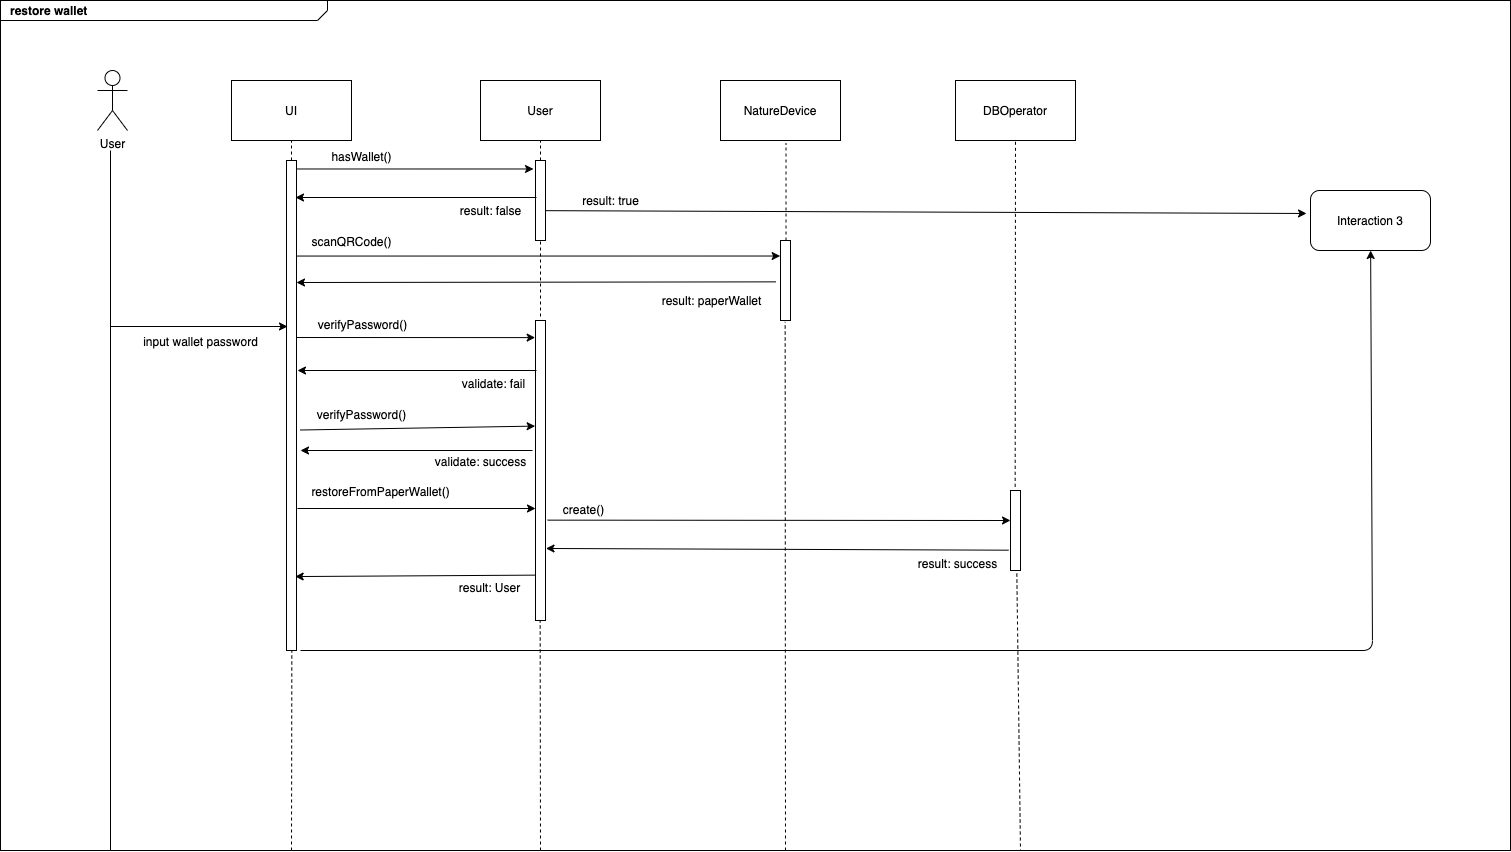 restore wallet
User
UI
User
NatureDevice
DBOperator
hasWallet()
result: false
result: true
Interaction 3
scanQRCode()
result: paperWallet
input wallet password
verifyPassword()
validate: fail
verifyPassword()
validate: success
restoreFromPaperWallet()
create()
result: success
result: User